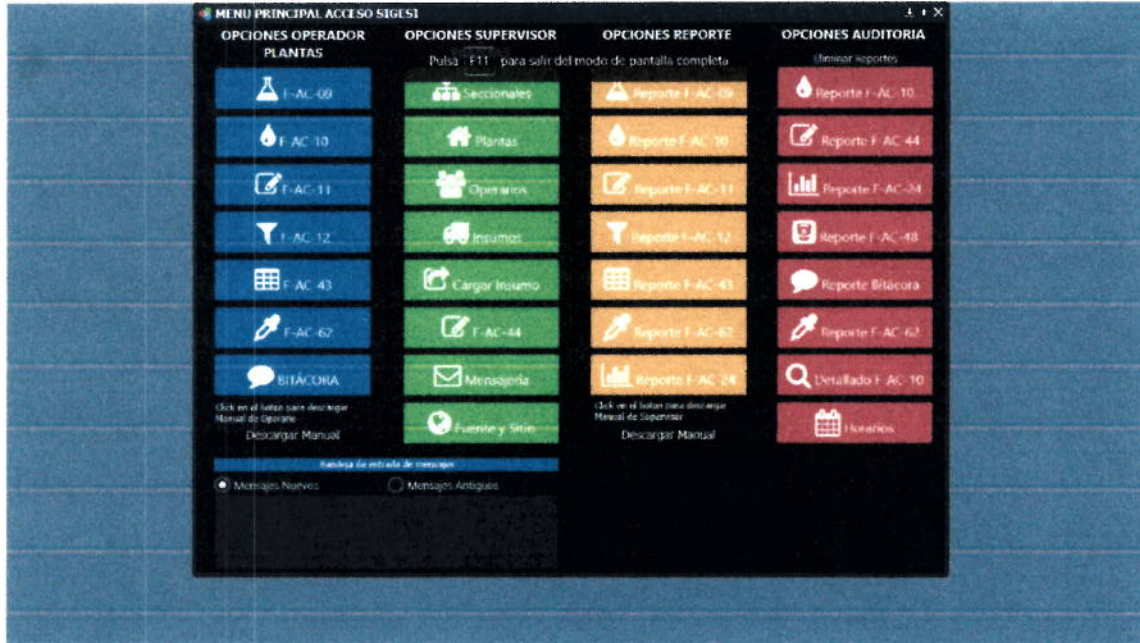 MENU PRINCIPAL ACCESO SIGESI
OPCIONES OPERADOR
PLANTAS
F-AC-09
F-AC-10
F-AC-11
F-AC-12
F-AC-43
F-AC-62
BITÁCORA
Click en el boton para descargar
Manual de Operario
Descargar Manual
OPCIONES SUPERVISOR
Pulsa F11 para salir del modo de pantalla completa
Seccionales
Plantas
Operarios
Insumos
Cargar Insumo
F-AC-44
Mensajeria
Fuente y Sitio
OPCIONES REPORTE
Reporte F-AC-09
Reporte F-AC-10
Reporte F-AC-11
Reporte F-AC-12
Reporte F-AC-43
Reporte F-AC-62
Reporte F-AC-24
Click en el boton para descargar
Manual de Supervisor
Descargar Manual
OPCIONES AUDITORIA
Eliminar Reportes
Reporte F-AC-10
Reporte F-AC-44
Reporte F-AC-24
Reporte F-AC-48
Reporte Bitácora
Reporte F-AC-62
Detallado F-AC-10
Horarios
Bandeja de entrada de mensajes
Mensajes Nuevos
Mensajes Antiguos